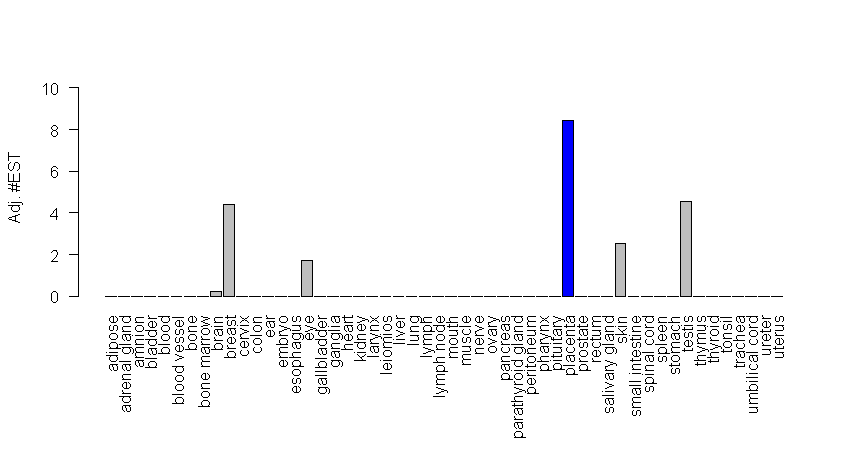 Adj. #EST
10
8
6
4
2
0
adipose
adrenal gland
amnion
bladder
blood
blood vessel
bone
bone marrow
brain
breast
cervix
colon
ear
embryo
esophagus
eye
gallbladder
ganglia
heart
kidney
larynx
leiomios
liver
lung
lymph
lymph node
mouth
muscle
nerve
ovary
pancreas
parathyroid gland
peritoneum
pharynx
pituitary
placenta
prostate
rectum
salivary gland
skin
small intestine
spinal cord
spleen
stomach
testis
thymus
thyroid
tonsil
trachea
umbilical cord
ureter
uterus